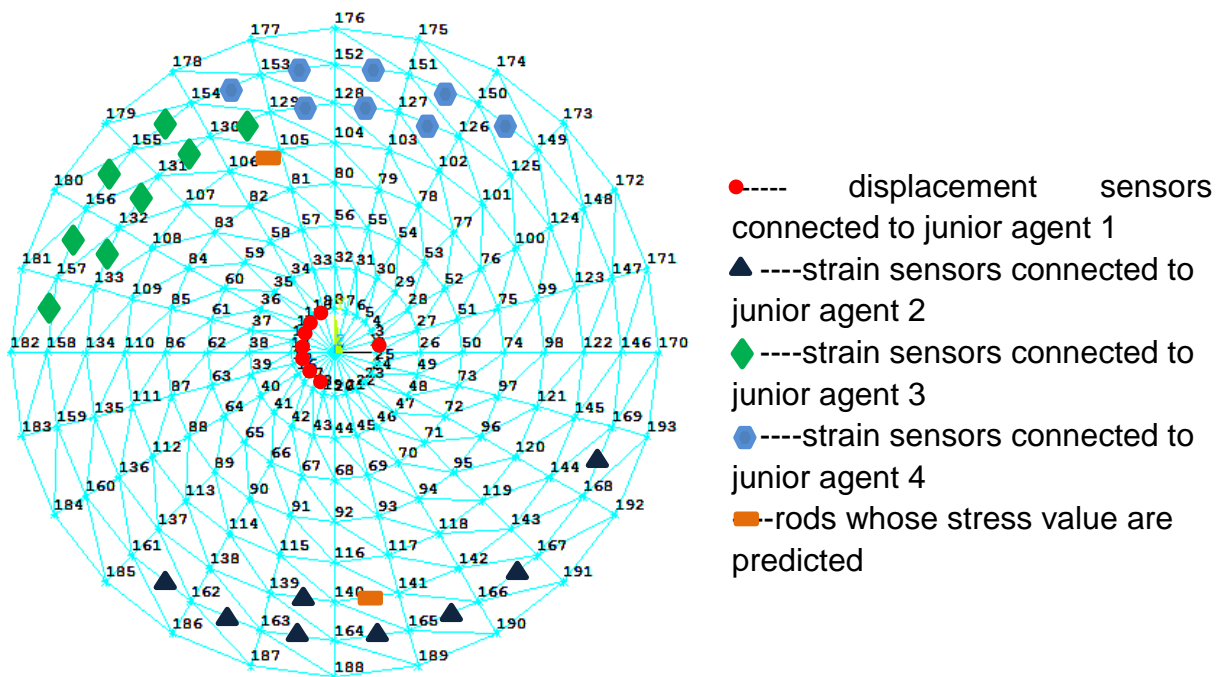 176
177 175
178 153 152 151 174
154 129 128 127 150
179 130 105 104 103 126 149 173
155 131 106 81 80 79 102 125 172
180 156 107 82 78 101 148
132 83 57 56 55 77 124
181 108 58 54 100
157 133 84 59 34 33 32 31 30 53 76 123 147 171
109 60 35 29 52 99
85 61 36 28 51 75
37 6 5 4 27
182 158 134 110 86 62 38 3 25 26 50 74 98 122 146 170
39 24 49
87 63 40 23 22 48 73 97
135 111 64 41 47 72 121 145
183 159 88 65 42 43 44 45 46 71 96 169 193
112 66 67 68 69 70 95 120
160 136 89 90 94 119 144 168
184 113 91 92 93 118 143 192
161 137 114 115 116 117 142 167
185 162 138 139 140 141 166 191
186 163 164 165 190
187 188 189
----- displacement sensors
connected to junior agent 1
----strain sensors connected to
junior agent 2
----strain sensors connected to
junior agent 3
----strain sensors connected to
junior agent 4
--rods whose stress value are
predicted